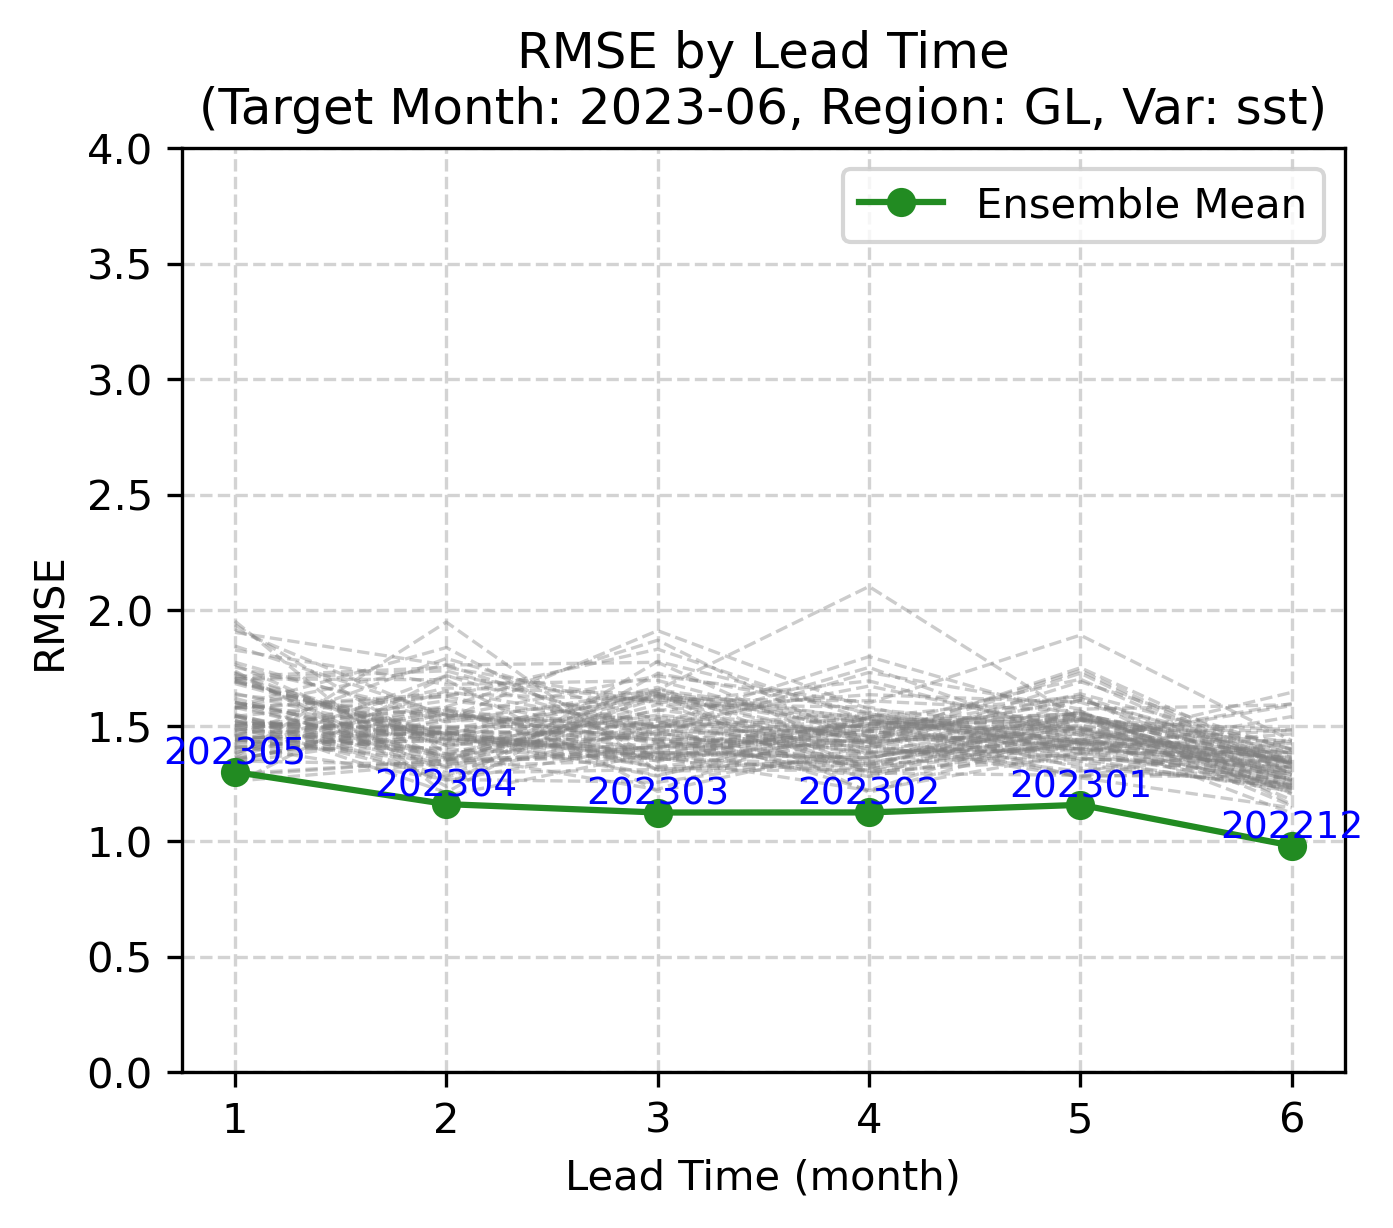 RMSE by Lead Time
(Target Month: 2023-06, Region: GL, Var: sst)
Ensemble Mean
RMSE
4.0
3.5
3.0
2.5
2.0
1.5
1.0
0.5
0.0
202305
202304
202303
202302
202301
202212
1 2 3 4 5 6
Lead Time (month)